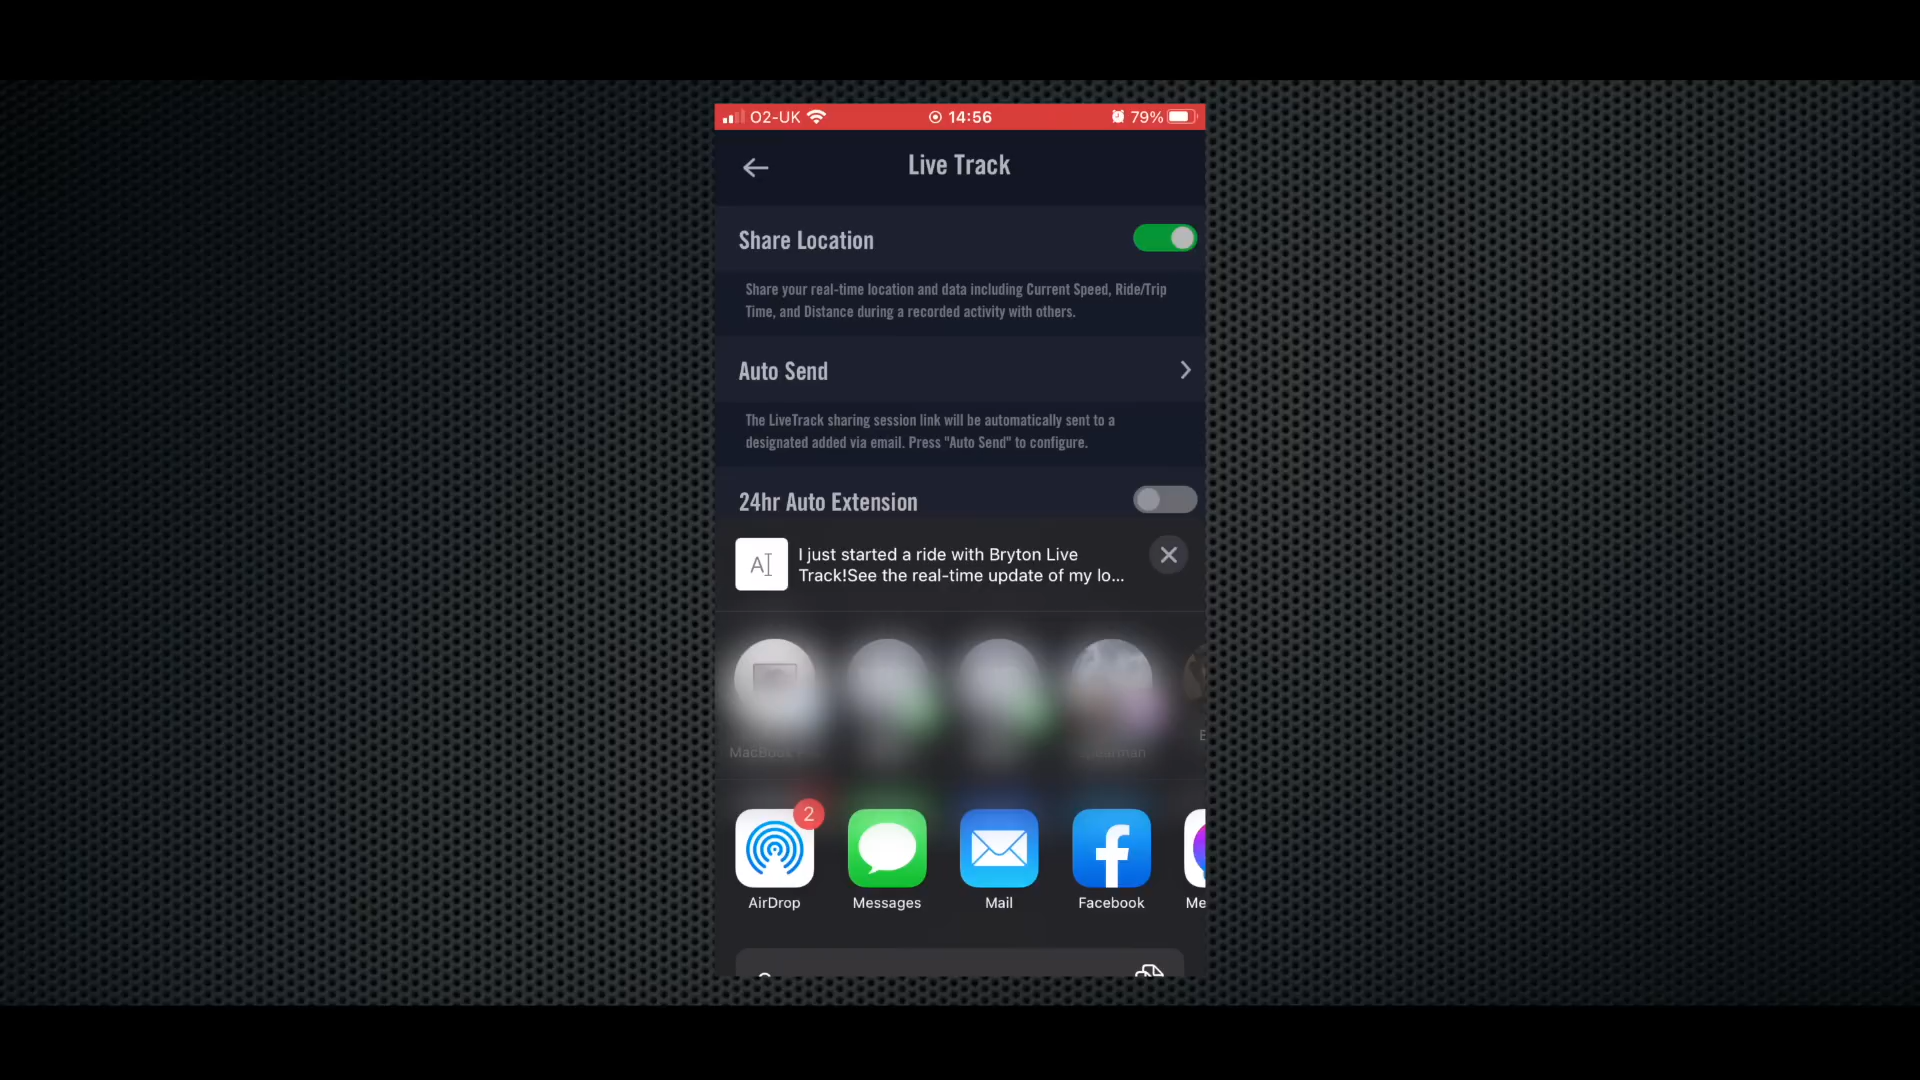 O2-UK 14:56 79%
Live Track
Share Location
Share your real-time location and data including Current Speed, Ride/Trip
Time, and Distance during a recorded activity with others.
Auto Send
The LiveTrack sharing session link will be automatically sent to a
designated added via email. Press "Auto Send" to configure.
24hr Auto Extension
AI
I just started a ride with Bryton Live
Track!See the real-time update of my lo...
2
AirDrop Messages Mail Facebook Me